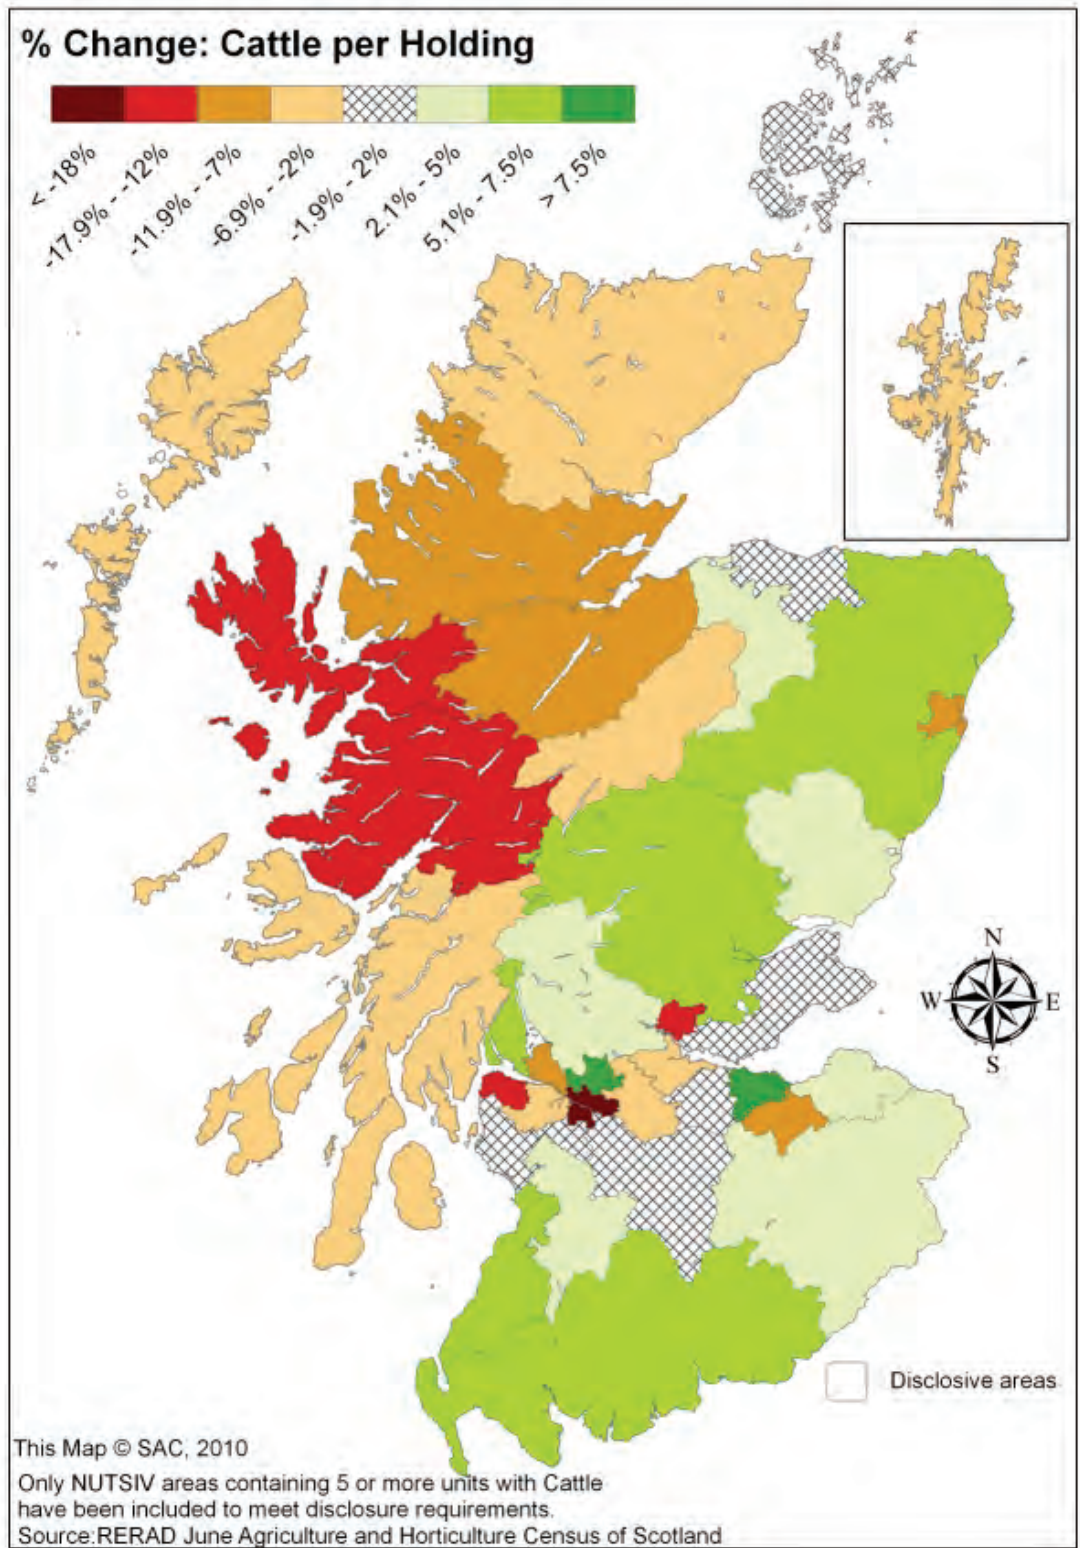 % Change: Cattle per Holding
< -18%
-17.9% - -12%
-11.9% - -7%
-6.9% - -2%
-1.9% - 2%
2.1% - 5%
5.1% - 7.5%
> 7.5%
N
W
E
S
Disclosive areas
This Map © SAC, 2010
Only NUTSIV areas containing 5 or more units with Cattle
have been included to meet disclosure requirements.
Source:RERAD June Agriculture and Horticulture Census of Scotland